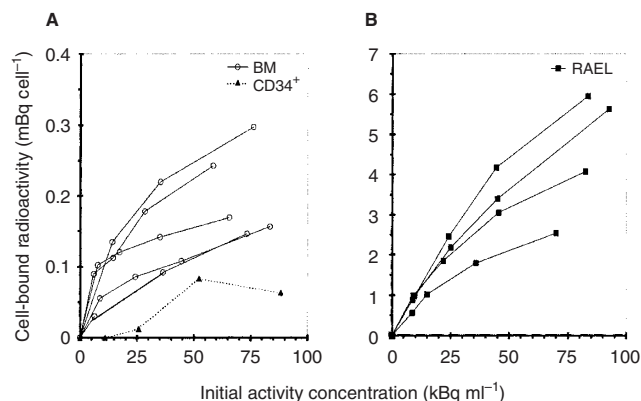 A
B
Cell-bound radioactivity (mBq cell⁻¹)
0.4
0.3
0.2
0.1
0
BM
CD34⁺
0 25 50 75 100
7
6
5
4
3
2
1
0
RAEL
0 25 50 75 100
Initial activity concentration (kBq ml⁻¹)